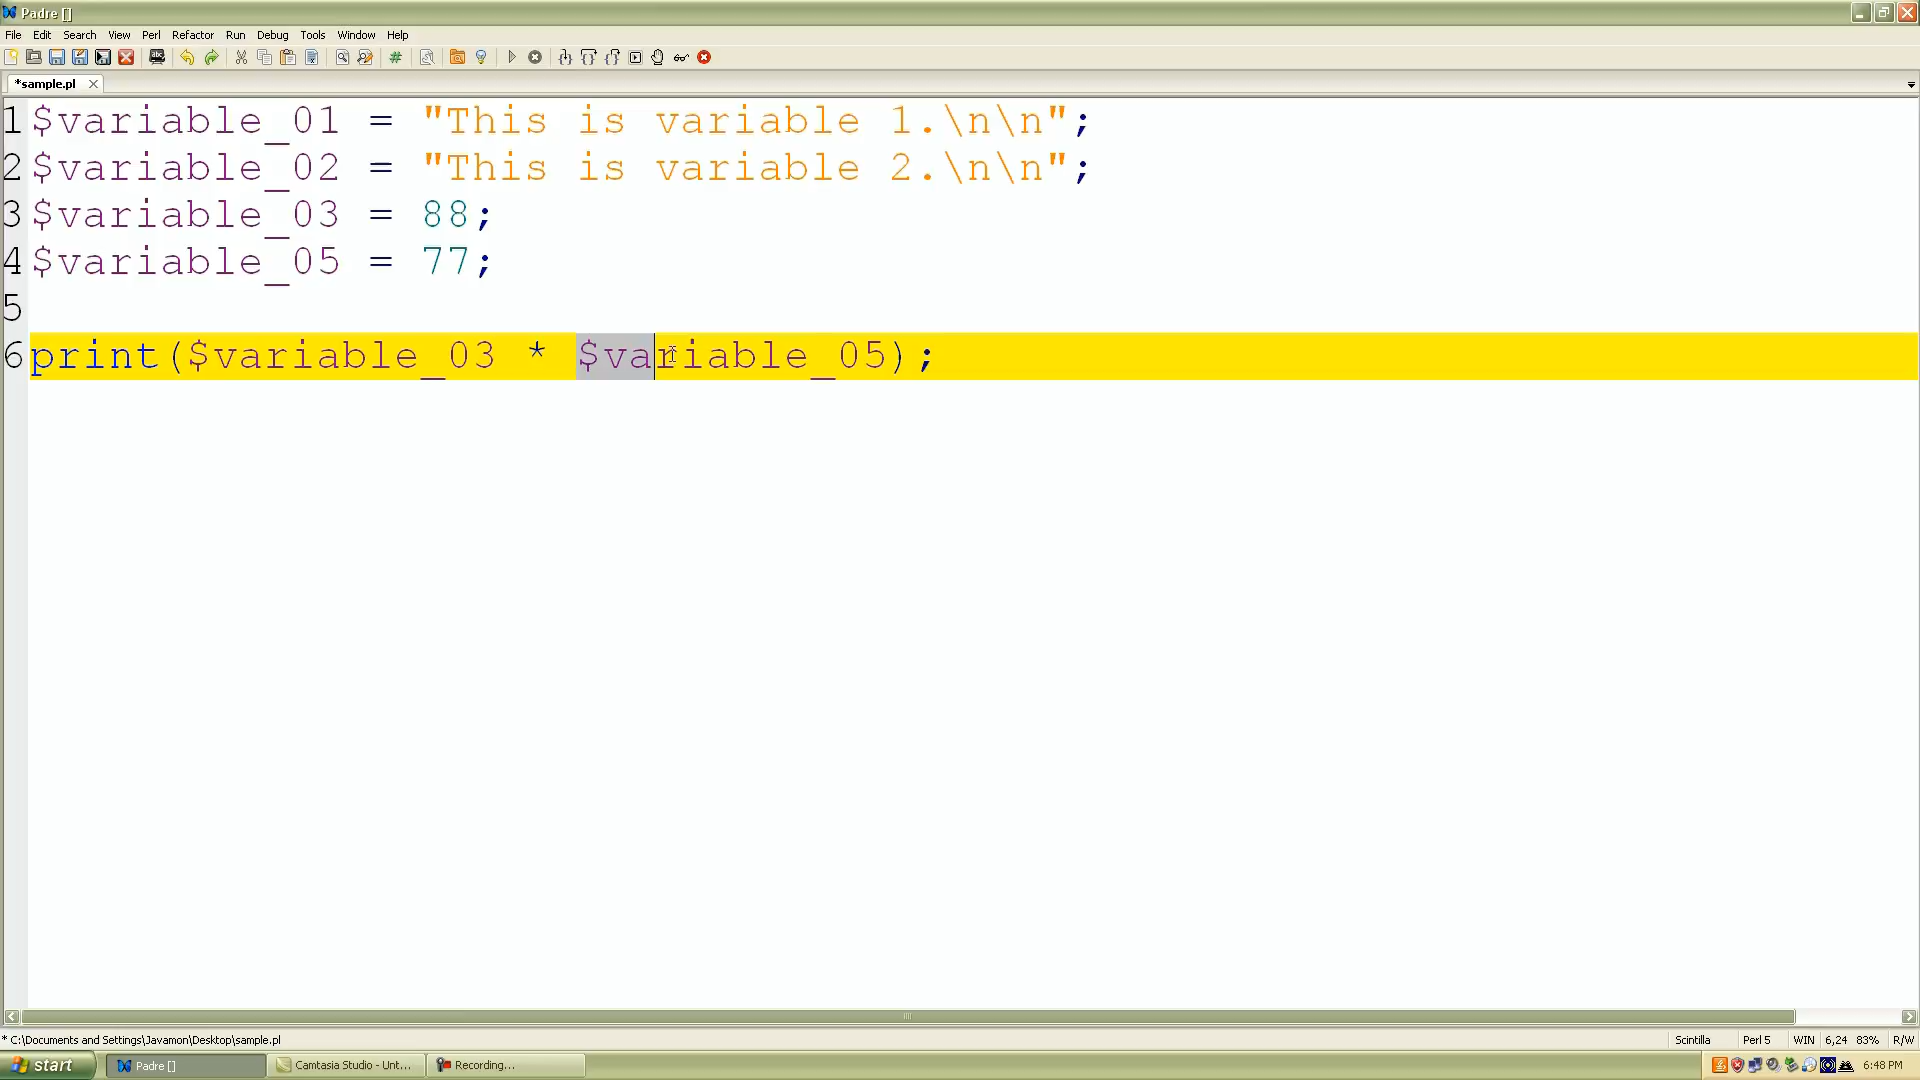 Padre []
File Edit Search View Perl Refactor Run Debug Tools Window Help
*sample.pl
1 $variable_01 = "This is variable 1.\n\n";
2 $variable_02 = "This is variable 2.\n\n";
3 $variable_03 = 88;
4 $variable_05 = 77;
5
6 print($variable_03 * $variable_05);
* C:\Documents and Settings\Javamon\Desktop\sample.pl Scintilla Perl 5 WIN 6,24 83% R/W
start Padre [] Camtasia Studio - Unt... Recording... 6:48 PM